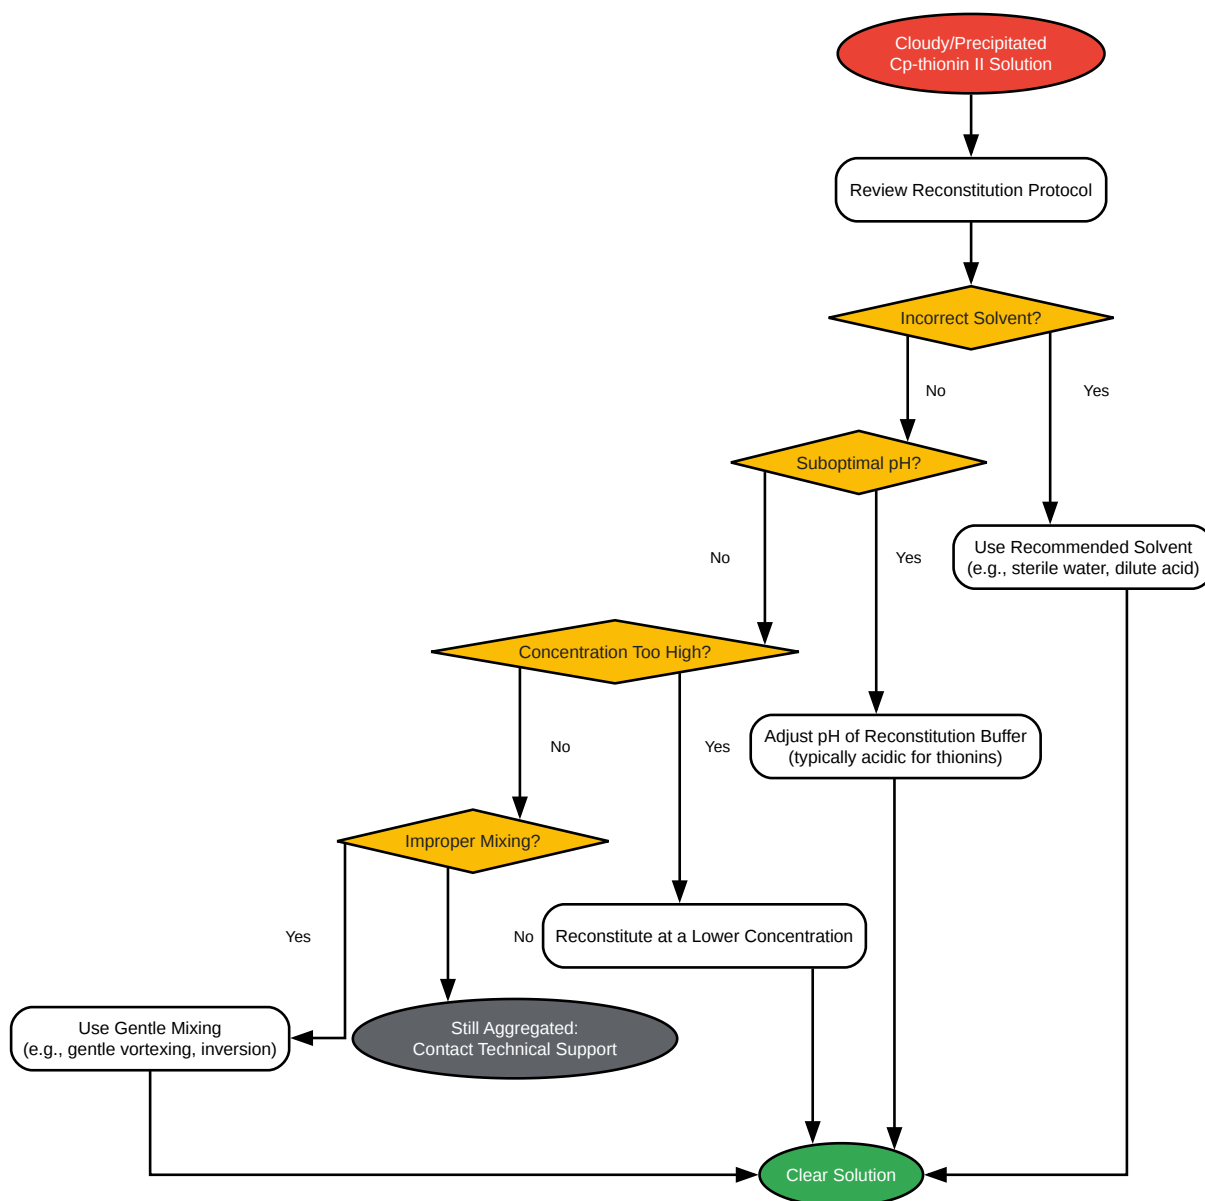 Cloudy/Precipitated
Cp-thionin II Solution
Review Reconstitution Protocol
Incorrect Solvent?
No
Yes
Suboptimal pH?
No
Yes
Use Recommended Solvent
(e.g., sterile water, dilute acid)
Concentration Too High?
No
Yes
Adjust pH of Reconstitution Buffer
(typically acidic for thionins)
Improper Mixing?
Yes
No
Reconstitute at a Lower Concentration
Use Gentle Mixing
(e.g., gentle vortexing, inversion)
Still Aggregated:
Contact Technical Support
Clear Solution